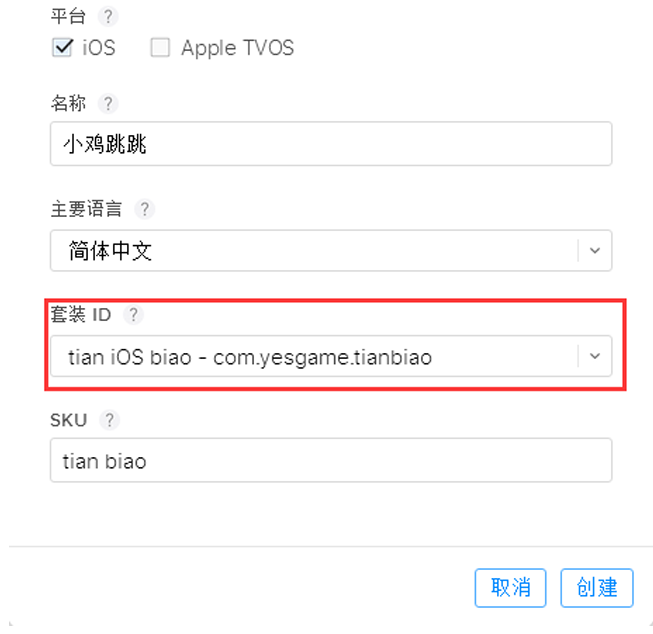 平台 ?
iOS Apple TVOS
名称 ?
小鸡跳跳
主要语言 ?
简体中文
套装 ID ?
tian iOS biao - com.yesgame.tianbiao
SKU ?
tian biao
取消 创建